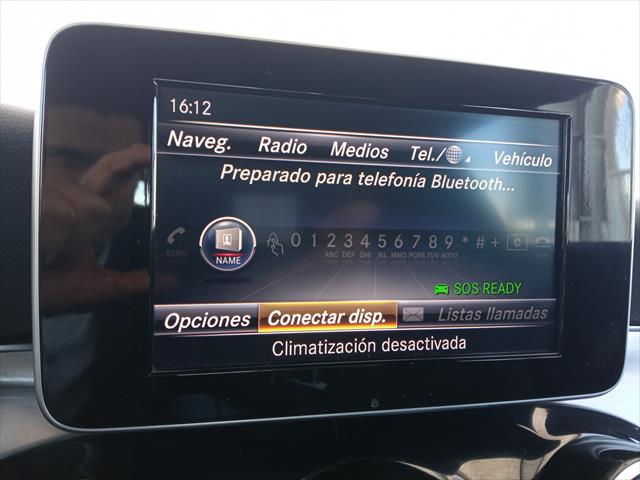 16:12
Naveg. Radio Medios Tel./ Vehículo
Preparado para telefonía Bluetooth...
SEND 0 1 2 3 4 5 6 7 8 9 * # +
NAME ABC DEF GHI JKL MNO PQRS TUV WXYZ
SOS READY
Opciones Conectar disp. Listas llamadas
Climatización desactivada